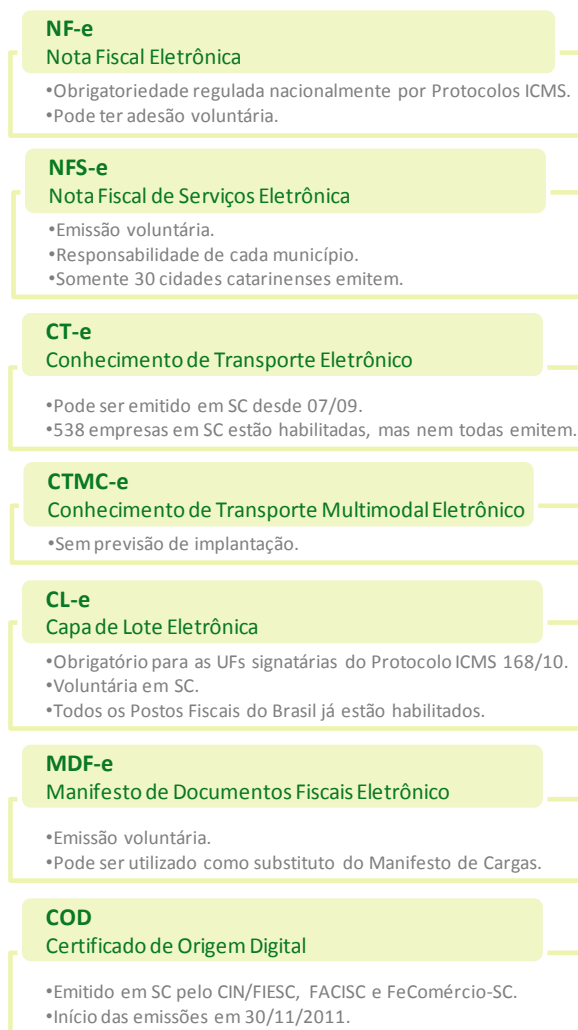 NF-e
Nota Fiscal Eletrônica
•Obrigatoriedade regulada nacionalmente por Protocolos ICMS.
•Pode ter adesão voluntária.
NFS-e
Nota Fiscal de Serviços Eletrônica
•Emissão voluntária.
•Responsabilidade de cada município.
•Somente 30 cidades catarinenses emitem.
CT-e
Conhecimento de Transporte Eletrônico
•Pode ser emitido em SC desde 07/09.
•538 empresas em SC estão habilitadas, mas nem todas emitem.
CTMC-e
Conhecimento de Transporte Multimodal Eletrônico
•Sem previsão de implantação.
CL-e
Capa de Lote Eletrônica
•Obrigatório para as UFs signatárias do Protocolo ICMS 168/10.
•Voluntária em SC.
•Todos os Postos Fiscais do Brasil já estão habilitados.
MDF-e
Manifesto de Documentos Fiscais Eletrônico
•Emissão voluntária.
•Pode ser utilizado como substituto do Manifesto de Cargas.
COD
Certificado de Origem Digital
•Emitido em SC pelo CIN/FIESC, FACISC e FeComércio-SC.
•Início das emissões em 30/11/2011.